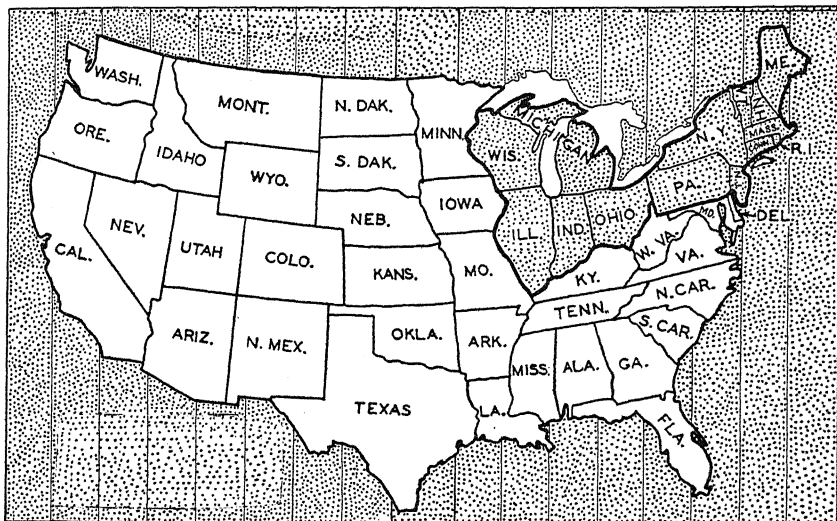 WASH.
MONT.
N. DAK.
MINN.
ME.
ORE.
IDAHO
S. DAK.
WIS.
MICHIGAN
N. Y.
N.H.
MASS.
CONN.
R.I.
WYO.
NEB.
IOWA
PA.
NEV.
UTAH
COLO.
ILL.
IND.
OHIO
MD.
DEL.
W. VA.
VA.
CAL.
KANS.
MO.
KY.
N. CAR.
TENN.
S. CAR.
ARIZ.
N. MEX.
OKLA.
ARK.
MISS.
ALA.
GA.
TEXAS
LA.
FLA.